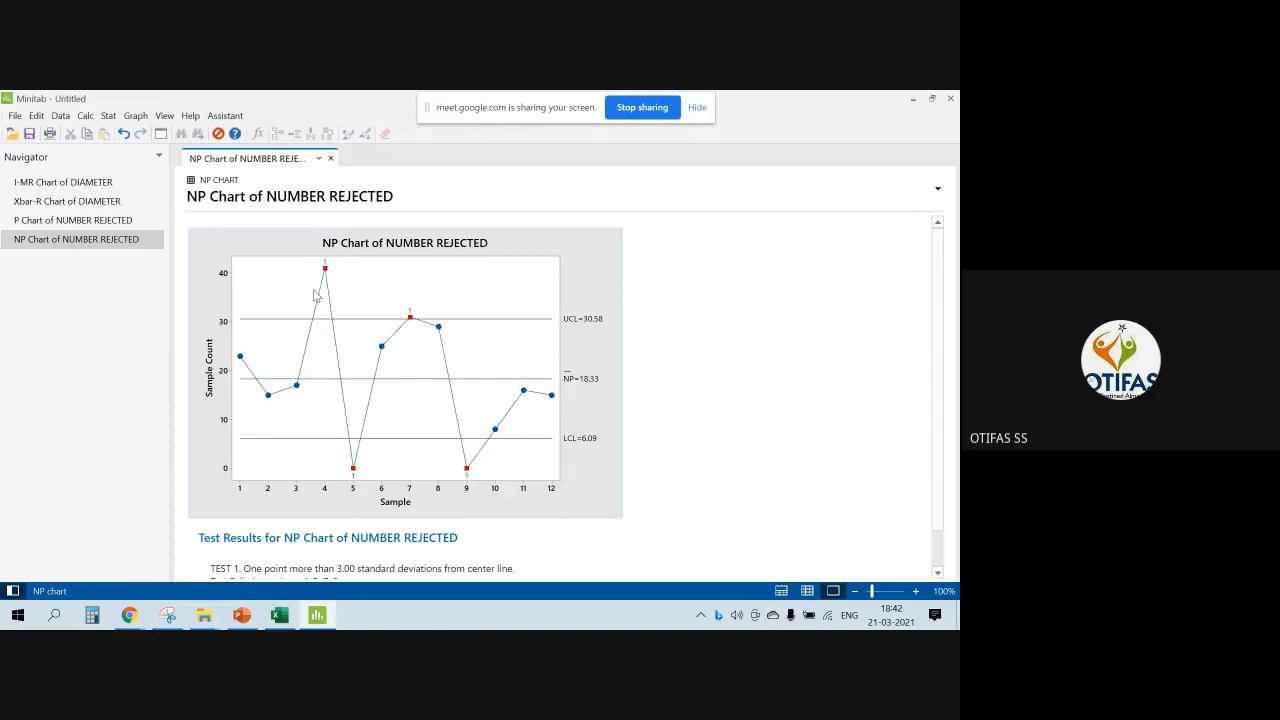 Minitab - Untitled
meet.google.com is sharing your screen.
Stop sharing
Hide
File Edit Data Calc Stat Graph View Help Assistant
Navigator
NP Chart of NUMBER REJE...
I-MR Chart of DIAMETER
Xbar-R Chart of DIAMETER
P Chart of NUMBER REJECTED
NP Chart of NUMBER REJECTED
NP CHART
NP Chart of NUMBER REJECTED
NP Chart of NUMBER REJECTED
40
30
20
10
0
Sample Count
1
1
1
1
UCL=30.58
NP=18.33
LCL=6.09
1 2 3 4 5 6 7 8 9 10 11 12
Sample
Test Results for NP Chart of NUMBER REJECTED
TEST 1. One point more than 3.00 standard deviations from center line.
NP chart
100%
ENG
18:42
21-03-2021
OTIFAS
OTIFAS SS